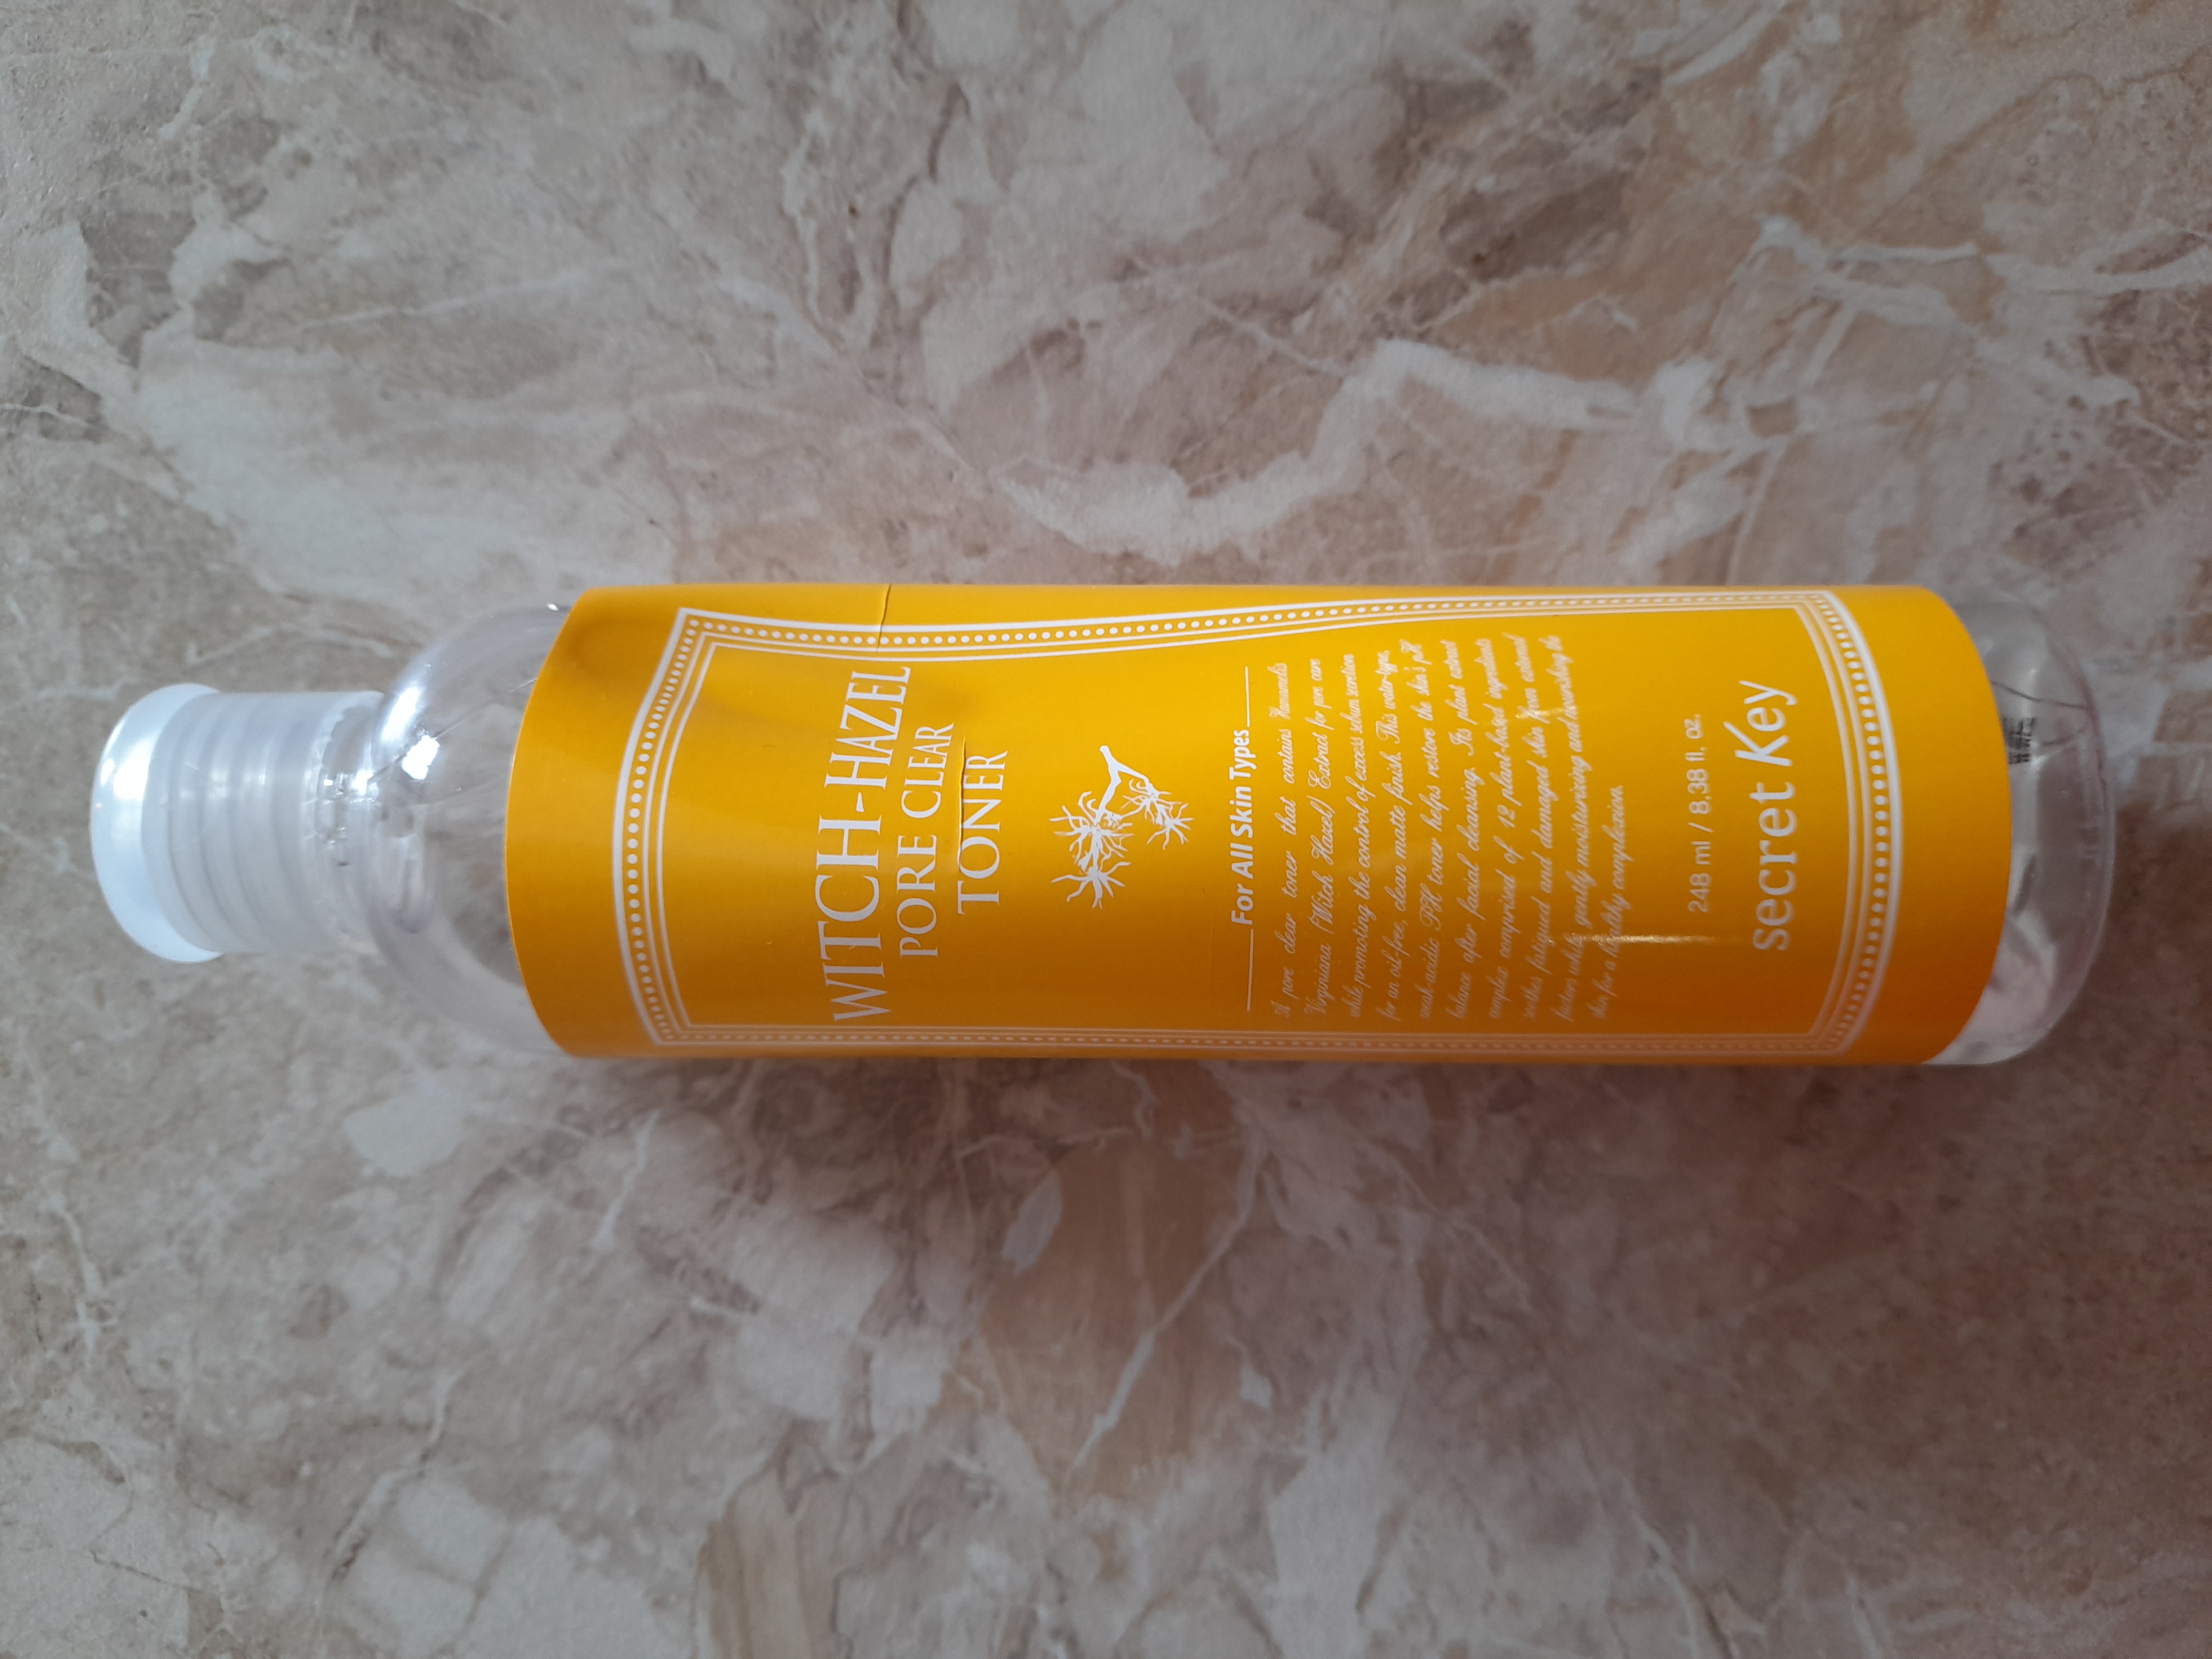 WITCH-HAZEL
PORE CLEAR
TONER
For All Skin Types
A pore clear toner that contains Hamamelis
Virginiana (Witch Hazel) Extract for pore care
while promoting the control of excess sebum secretion
for an oil-free, clean matte finish. This water-type,
weak-acidic PH toner helps restore the skin's pH
balance after facial cleansing. Its plant extract
complex comprised of 12 plant-based ingredients
soothes fatigued and damaged skin from external
factors while gently moisturizing and nourishing the
skin for a healthy complexion.
248 ml / 8.38 fl. oz.
secret Key